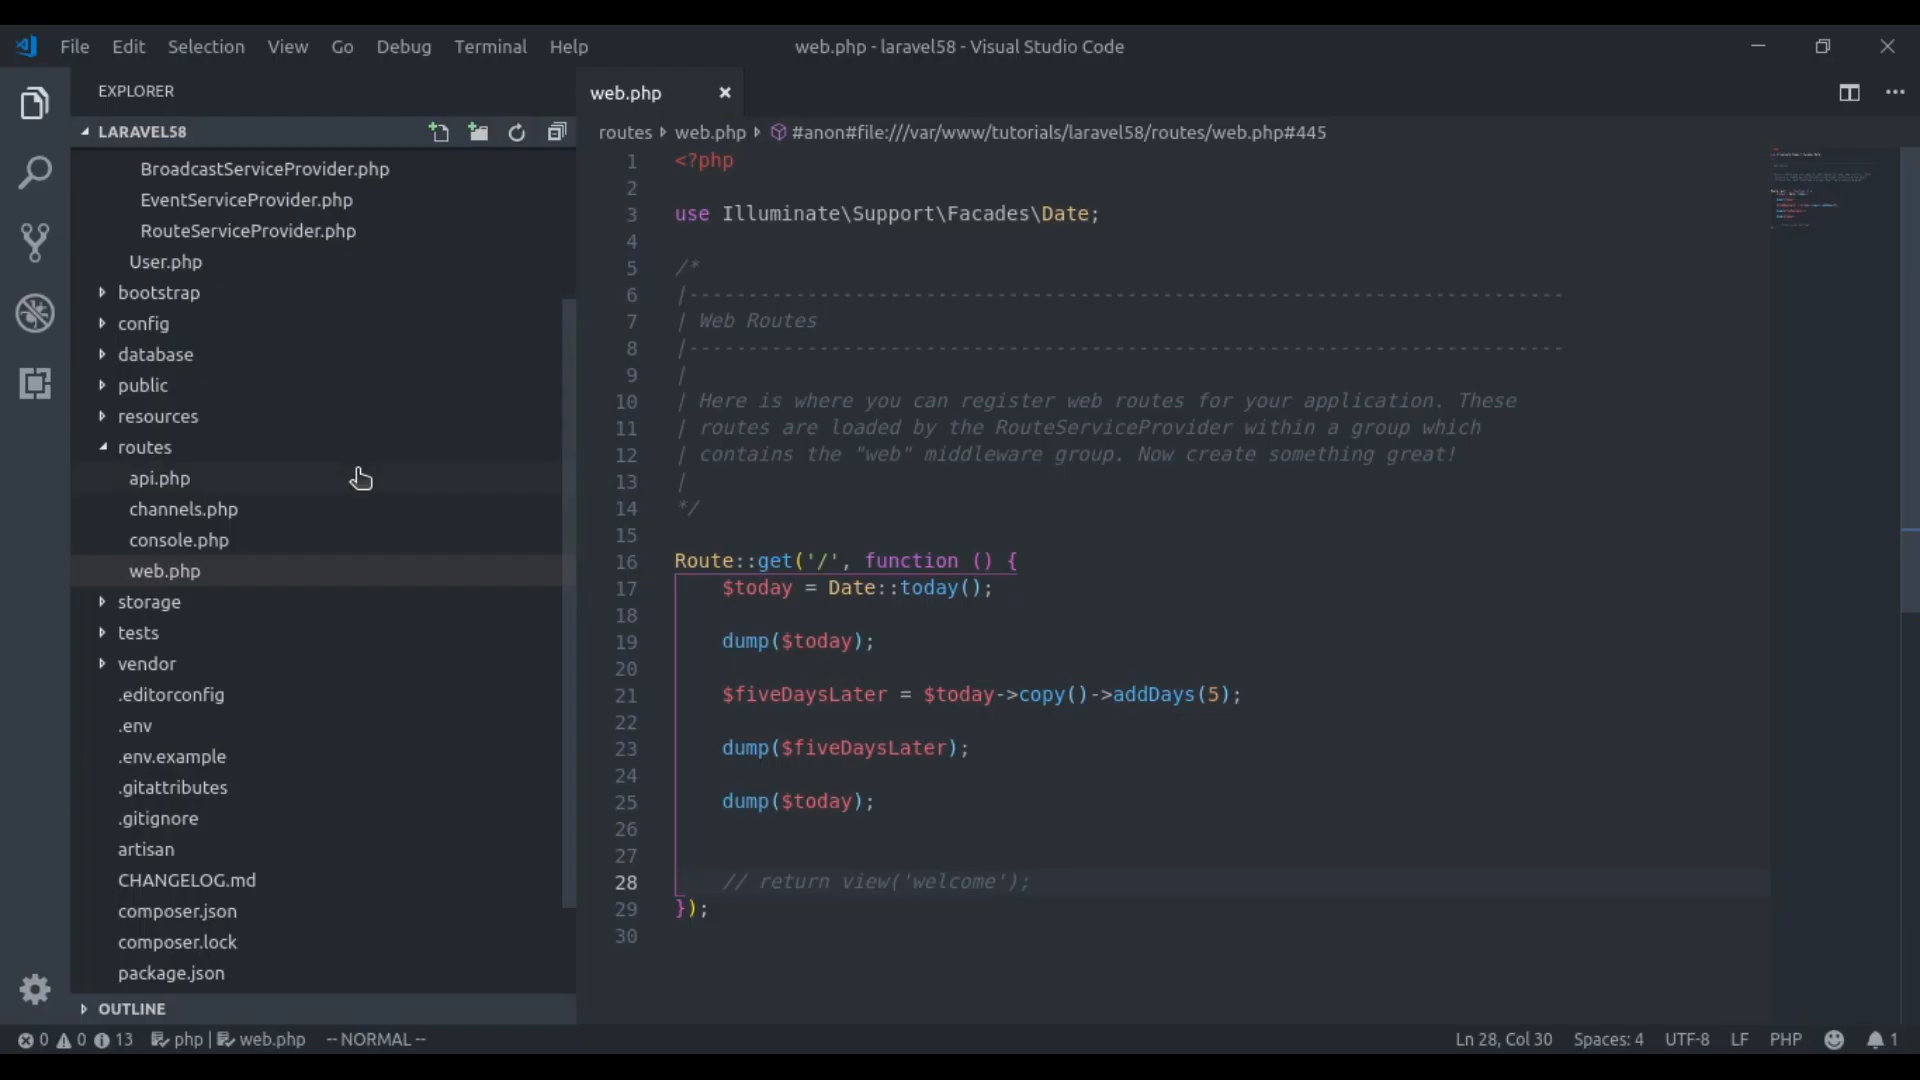 File Edit Selection View Go Debug Terminal Help
web.php - laravel58 - Visual Studio Code
EXPLORER
LARAVEL58
BroadcastServiceProvider.php
EventServiceProvider.php
RouteServiceProvider.php
User.php
bootstrap
config
database
public
resources
routes
api.php
channels.php
console.php
web.php
storage
tests
vendor
.editorconfig
.env
.env.example
.gitattributes
.gitignore
artisan
CHANGELOG.md
composer.json
composer.lock
package.json
OUTLINE
web.php
routes web.php #anon#file:///var/www/tutorials/laravel58/routes/web.php#445
1 <?php
2
3 use Illuminate\Support\Facades\Date;
4
5 /*
6 |--------------------------------------------------------------------------
7 | Web Routes
8 |--------------------------------------------------------------------------
9 |
10 | Here is where you can register web routes for your application. These
11 | routes are loaded by the RouteServiceProvider within a group which
12 | contains the "web" middleware group. Now create something great!
13 |
14 */
15
16 Route::get('/', function () {
17 $today = Date::today();
18
19 dump($today);
20
21 $fiveDaysLater = $today->copy()->addDays(5);
22
23 dump($fiveDaysLater);
24
25 dump($today);
26
27
28 // return view('welcome');
29 });
30
0 0 13 php | web.php -- NORMAL -- Ln 28, Col 30 Spaces: 4 UTF-8 LF PHP 1